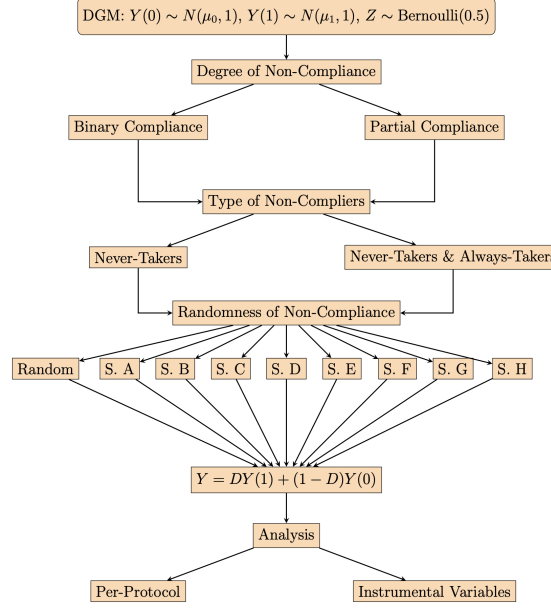 DGM: Y(0) ∼ N(μ₀, 1), Y(1) ∼ N(μ₁, 1), Z ∼ Bernoulli(0.5)
Degree of Non-Compliance
Binary Compliance
Partial Compliance
Type of Non-Compliers
Never-Takers
Never-Takers & Always-Taker
Randomness of Non-Compliance
Random
S. A
S. B
S. C
S. D
S. E
S. F
S. G
S. H
Y = DY(1) + (1 − D)Y(0)
Analysis
Per-Protocol
Instrumental Variables